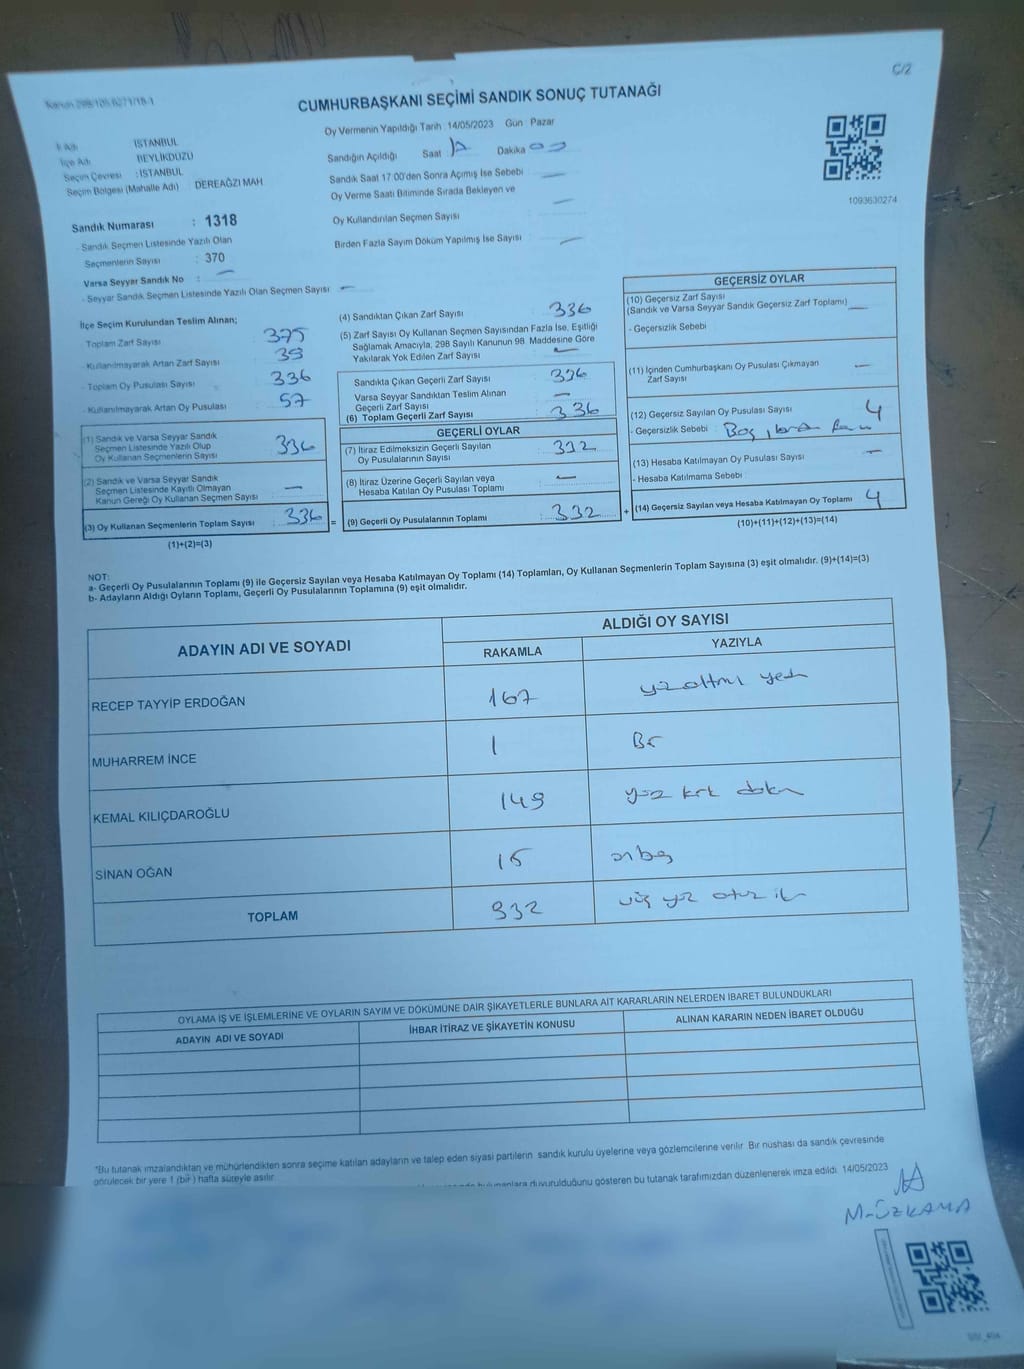 C/2
CUMHURBAŞKANI SEÇİMİ SANDIK SONUÇ TUTANAĞI
Oy Vermenin Yapıldığı Tarih : 14/05/2023 Gün Pazar
İl Adı İSTANBUL
İlçe Adı BEYLİKDÜZÜ
Seçim Çevresi : İSTANBUL
Seçim Bölgesi (Mahalle Adı) DEREAĞZI MAH
Sandık Numarası : 1318
- Sandık Seçmen Listesinde Yazılı Olan
Seçmenlerin Sayısı : 370
Varsa Seyyar Sandık No : —
- Seyyar Sandık Seçmen Listesinde Yazılı Olan Seçmen Sayısı —
Sandığın Açıldığı Saat Dakika
Sandık Saat 17:00'den Sonra Açımış İse Sebebi —
Oy Verme Saati Bitiminde Sırada Bekleyen ve
Oy Kullandırılan Seçmen Sayısı —
Birden Fazla Sayım Döküm Yapılmış İse Sayısı —
1093630274
İlçe Seçim Kurulundan Teslim Alınan;
Toplam Zarf Sayısı 375
- Kullanılmayarak Artan Zarf Sayısı 39
- Toplam Oy Pusulası Sayısı 336
- Kullanılmayarak Artan Oy Pusulası 57
(1) Sandık ve Varsa Seyyar Sandık
Seçmen Listesinde Yazılı Olup
Oy Kullanan Seçmenlerin Sayısı 336
(2) Sandık ve Varsa Seyyar Sandık
Seçmen Listesinde Kayıtlı Olmayan
Kanun Gereği Oy Kullanan Seçmen Sayısı —
(3) Oy Kullanan Seçmenlerin Toplam Sayısı : 336 =
(1)+(2)=(3)
(4) Sandıktan Çıkan Zarf Sayısı : 336
(5) Zarf Sayısı Oy Kullanan Seçmen Sayısından Fazla İse, Eşitliği
Sağlamak Amacıyla, 298 Sayılı Kanunun 98. Maddesine Göre
Yakılarak Yok Edilen Zarf Sayısı : —
Sandıkta Çıkan Geçerli Zarf Sayısı : 336
Varsa Seyyar Sandıktan Teslim Alınan
Geçerli Zarf Sayısı : —
(6) Toplam Geçerli Zarf Sayısı : 336
GEÇERLİ OYLAR
(7) İtiraz Edilmeksizin Geçerli Sayılan
Oy Pusulalarının Sayısı : 332
(8) İtiraz Üzerine Geçerli Sayılan veya
Hesaba Katılan Oy Pusulası Toplamı : —
(9) Geçerli Oy Pusulalarının Toplamı : 332 +
GEÇERSİZ OYLAR
(10) Geçersiz Zarf Sayısı
(Sandık ve Varsa Seyyar Sandık Geçersiz Zarf Toplamı) —
- Geçersizlik Sebebi
(11) İçinden Cumhurbaşkanı Oy Pusulası Çıkmayan
Zarf Sayısı —
(12) Geçersiz Sayılan Oy Pusulası Sayısı 4
- Geçersizlik Sebebi : Boş,
(13) Hesaba Katılmayan Oy Pusulası Sayısı —
- Hesaba Katılmama Sebebi
(14) Geçersiz Sayılan veya Hesaba Katılmayan Oy Toplamı 4
(10)+(11)+(12)+(13)=(14)
NOT:
a- Geçerli Oy Pusulalarının Toplamı (9) ile Geçersiz Sayılan veya Hesaba Katılmayan Oy Toplamı (14) Toplamları, Oy Kullanan Seçmenlerin Toplam Sayısına (3) eşit olmalıdır. (9)+(14)=(3)
b- Adayların Aldığı Oyların Toplamı, Geçerli Oy Pusulalarının Toplamına (9) eşit olmalıdır.
ADAYIN ADI VE SOYADI
ALDIĞI OY SAYISI
RAKAMLA YAZIYLA
RECEP TAYYİP ERDOĞAN 167 yüzaltmı yedi
MUHARREM İNCE 1 Bir
KEMAL KILIÇDAROĞLU 149 yüz kırk dokuz
SİNAN OĞAN 15 onbeş
TOPLAM 332 üç yüz otuz iki
OYLAMA İŞ VE İŞLEMLERİNE VE OYLARIN SAYIM VE DÖKÜMÜNE DAİR ŞİKAYETLERLE BUNLARA AİT KARARLARIN NELERDEN İBARET BULUNDUKLARI
ADAYIN ADI VE SOYADI İHBAR İTİRAZ VE ŞİKAYETİN KONUSU ALINAN KARARIN NEDEN İBARET OLDUĞU
*Bu tutanak imzalandıktan ve mühürlendikten sonra seçime katılan adayların ve talep eden siyasi partilerin sandık kurulu üyelerine veya gözlemcilerine verilir. Bir nüshası da sandık çevresinde
görülecek bir yere 1 (bir) hafta süreyle asılır.
duyurulduğunu gösteren bu tutanak tarafımızdan düzenlenerek imza edildi. 14/05/2023